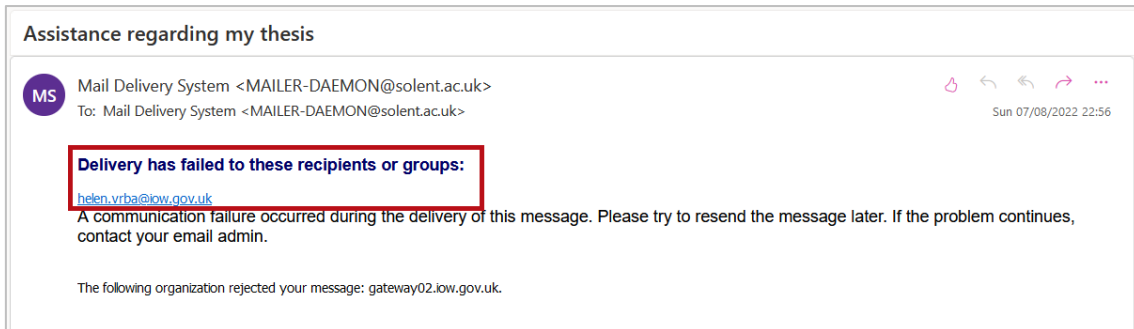 Assistance regarding my thesis
MS
Mail Delivery System <MAILER-DAEMON@solent.ac.uk>
To: Mail Delivery System <MAILER-DAEMON@solent.ac.uk>
Sun 07/08/2022 22:56
Delivery has failed to these recipients or groups:
helen.vrba@iow.gov.uk
A communication failure occurred during the delivery of this message. Please try to resend the message later. If the problem continues,
contact your email admin.
The following organization rejected your message: gateway02.iow.gov.uk.